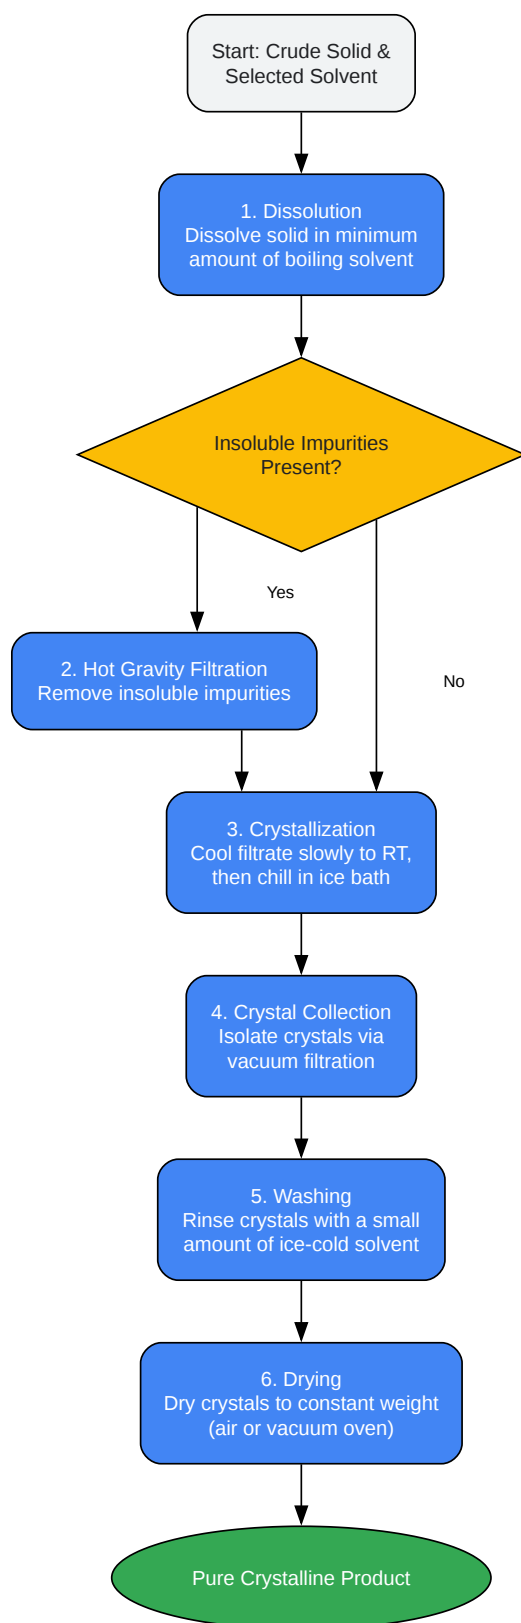 Start: Crude Solid &
Selected Solvent
1. Dissolution
Dissolve solid in minimum
amount of boiling solvent
Insoluble Impurities
Present?
Yes
2. Hot Gravity Filtration
Remove insoluble impurities
No
3. Crystallization
Cool filtrate slowly to RT,
then chill in ice bath
4. Crystal Collection
Isolate crystals via
vacuum filtration
5. Washing
Rinse crystals with a small
amount of ice-cold solvent
6. Drying
Dry crystals to constant weight
(air or vacuum oven)
Pure Crystalline Product